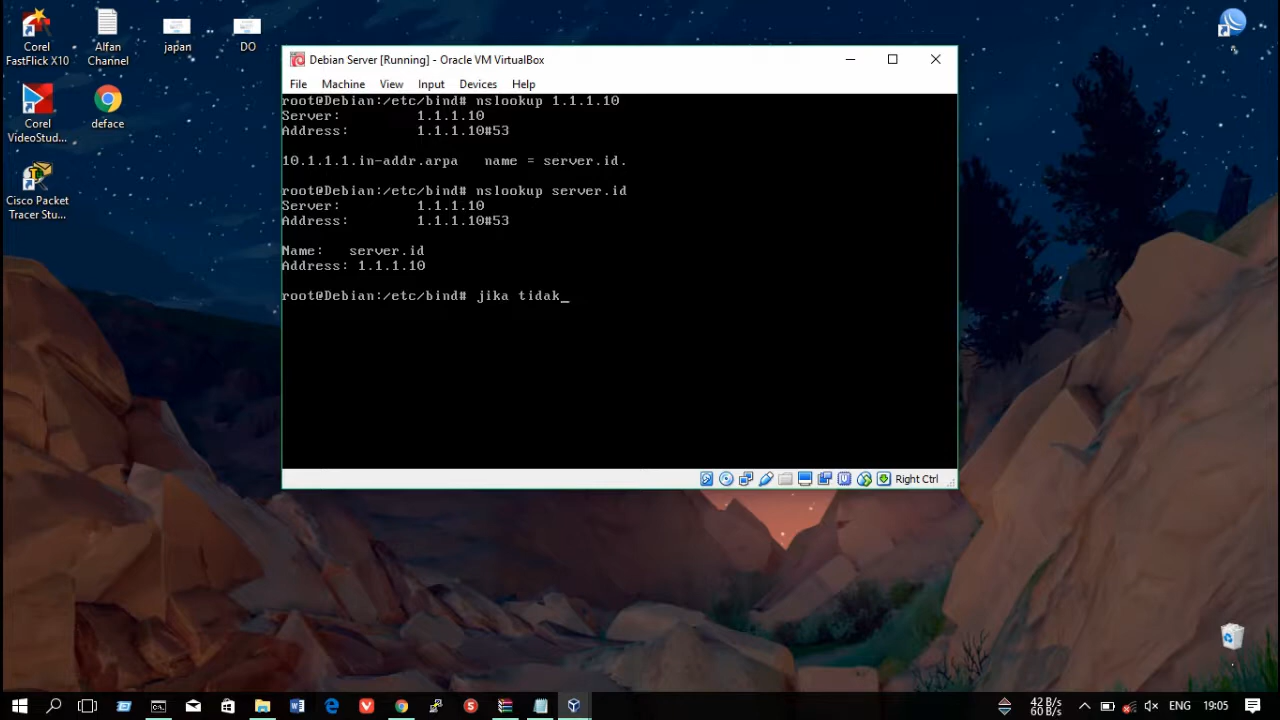 Corel
FastFlick X10
Alfan
Channel
japan
DO
Corel
VideoStud...
deface
Cisco Packet
Tracer Stu...
Debian Server [Running] - Oracle VM VirtualBox
File Machine View Input Devices Help
root@Debian:/etc/bind# nslookup 1.1.1.10
Server: 1.1.1.10
Address: 1.1.1.10#53
10.1.1.1.in-addr.arpa name = server.id.
root@Debian:/etc/bind# nslookup server.id
Server: 1.1.1.10
Address: 1.1.1.10#53
Name: server.id
Address: 1.1.1.10
root@Debian:/etc/bind# jika tidak_
Right Ctrl
42 B/s
60 B/s
ENG
19:05